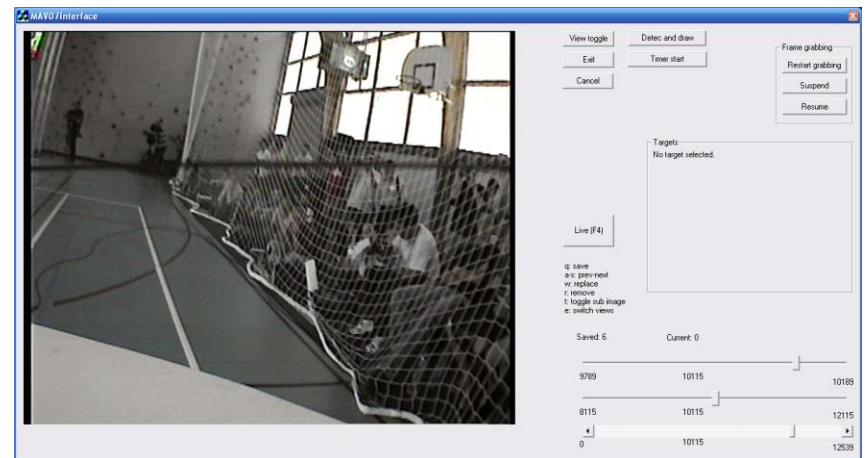 MAV07Interface
View toggle
Detec and draw
Exit
Timer start
Cancel
Frame grabbing
Restart grabbing
Suspend
Resume
Targets
No target selected.
Live (F4)
q: save
a-s: prev-next
w: replace
r: remove
t: toggle sub image
e: switch views
Saved: 6
Current: 0
9789
10115
10189
8115
10115
12115
0
10115
12539